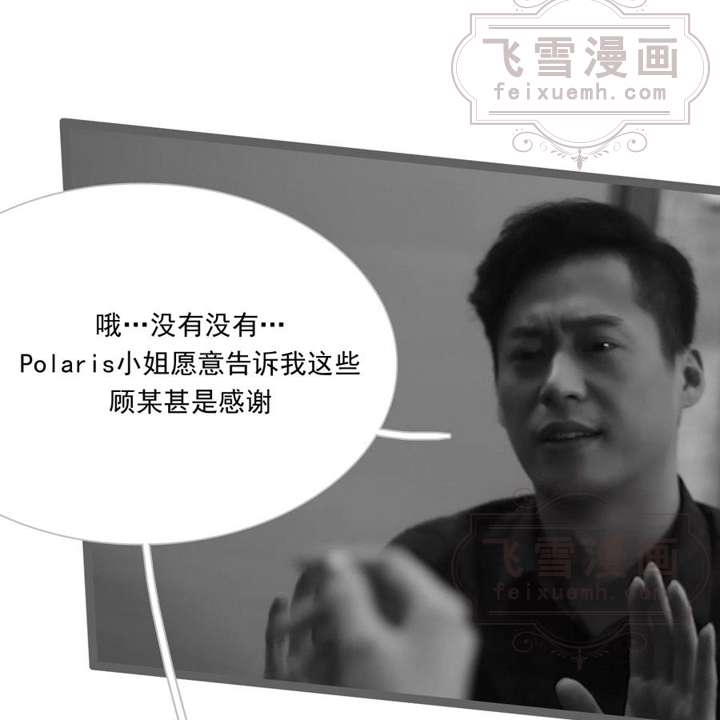 飞雪漫画
feixuemh.com
哦…没有没有…
Polaris小姐愿意告诉我这些
顾某甚是感谢
飞雪漫画
feixuemh.com